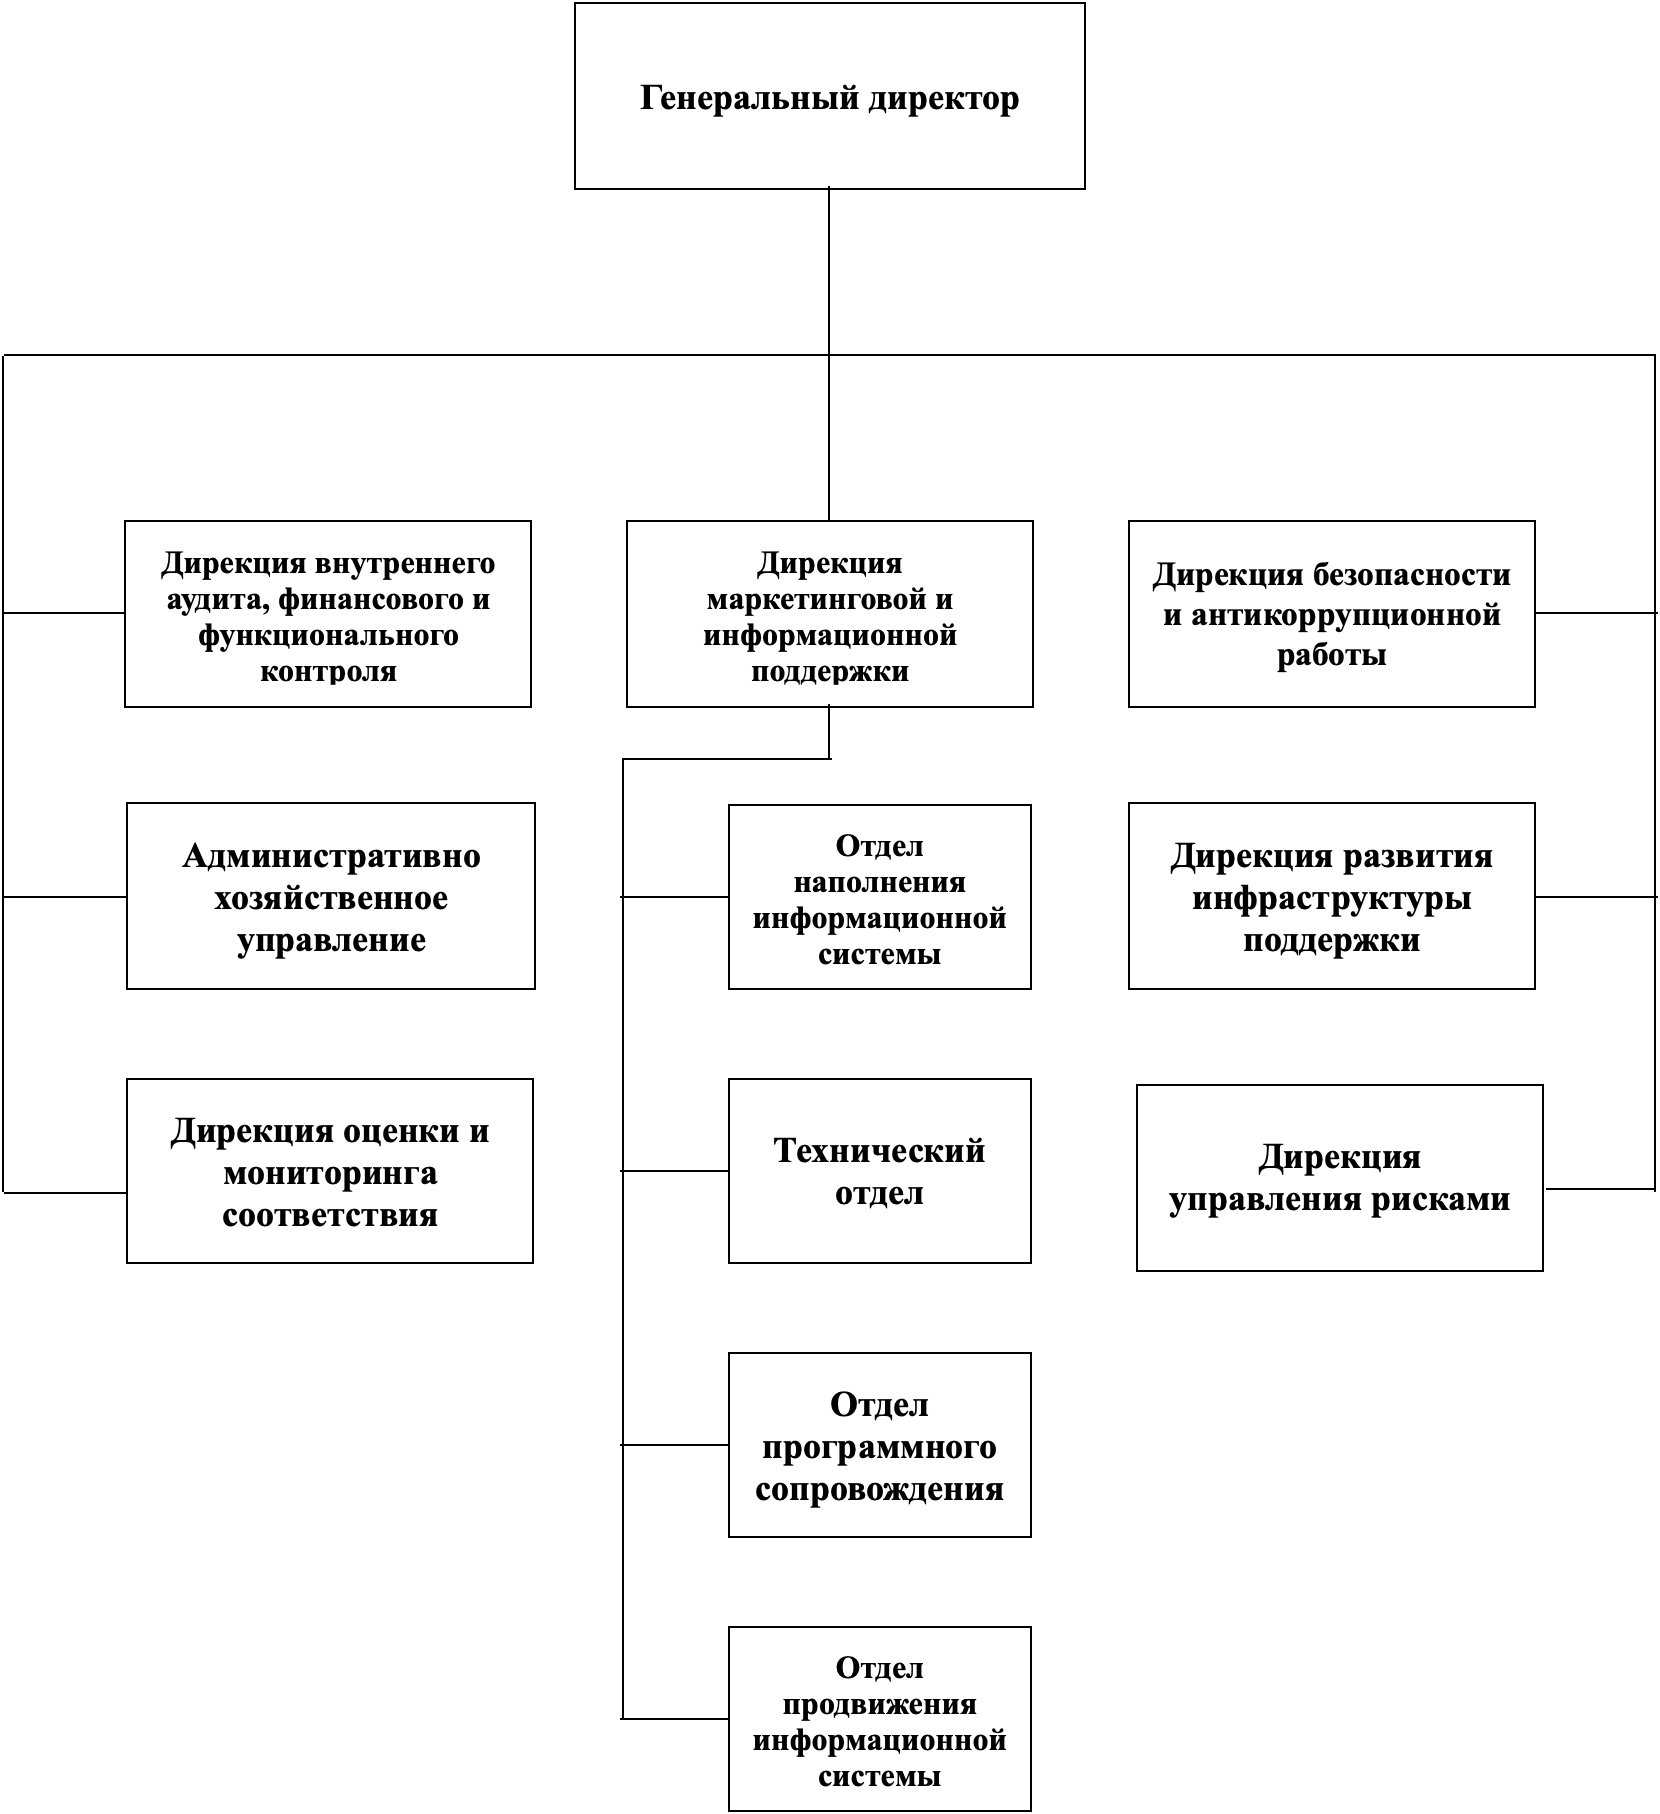 Генеральный директор
Дирекция внутреннего
аудита, финансового и
функционального
контроля
Дирекция
маркетинговой и
информационной
поддержки
Дирекция безопасности
и антикоррупционной
работы
Административно
хозяйственное
управление
Отдел
наполнения
информационной
системы
Дирекция развития
инфраструктуры
поддержки
Дирекция оценки и
мониторинга
соответствия
Технический
отдел
Дирекция
управления рисками
Отдел
программного
сопровождения
Отдел
продвижения
информационной
системы